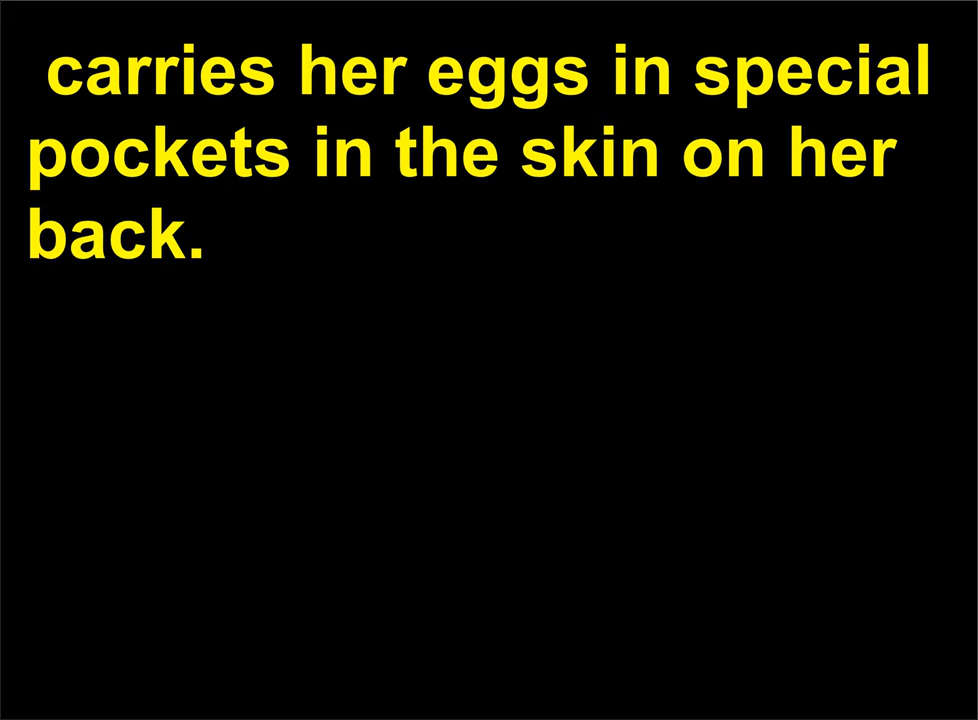 carries her eggs in special
pockets in the skin on her
back.